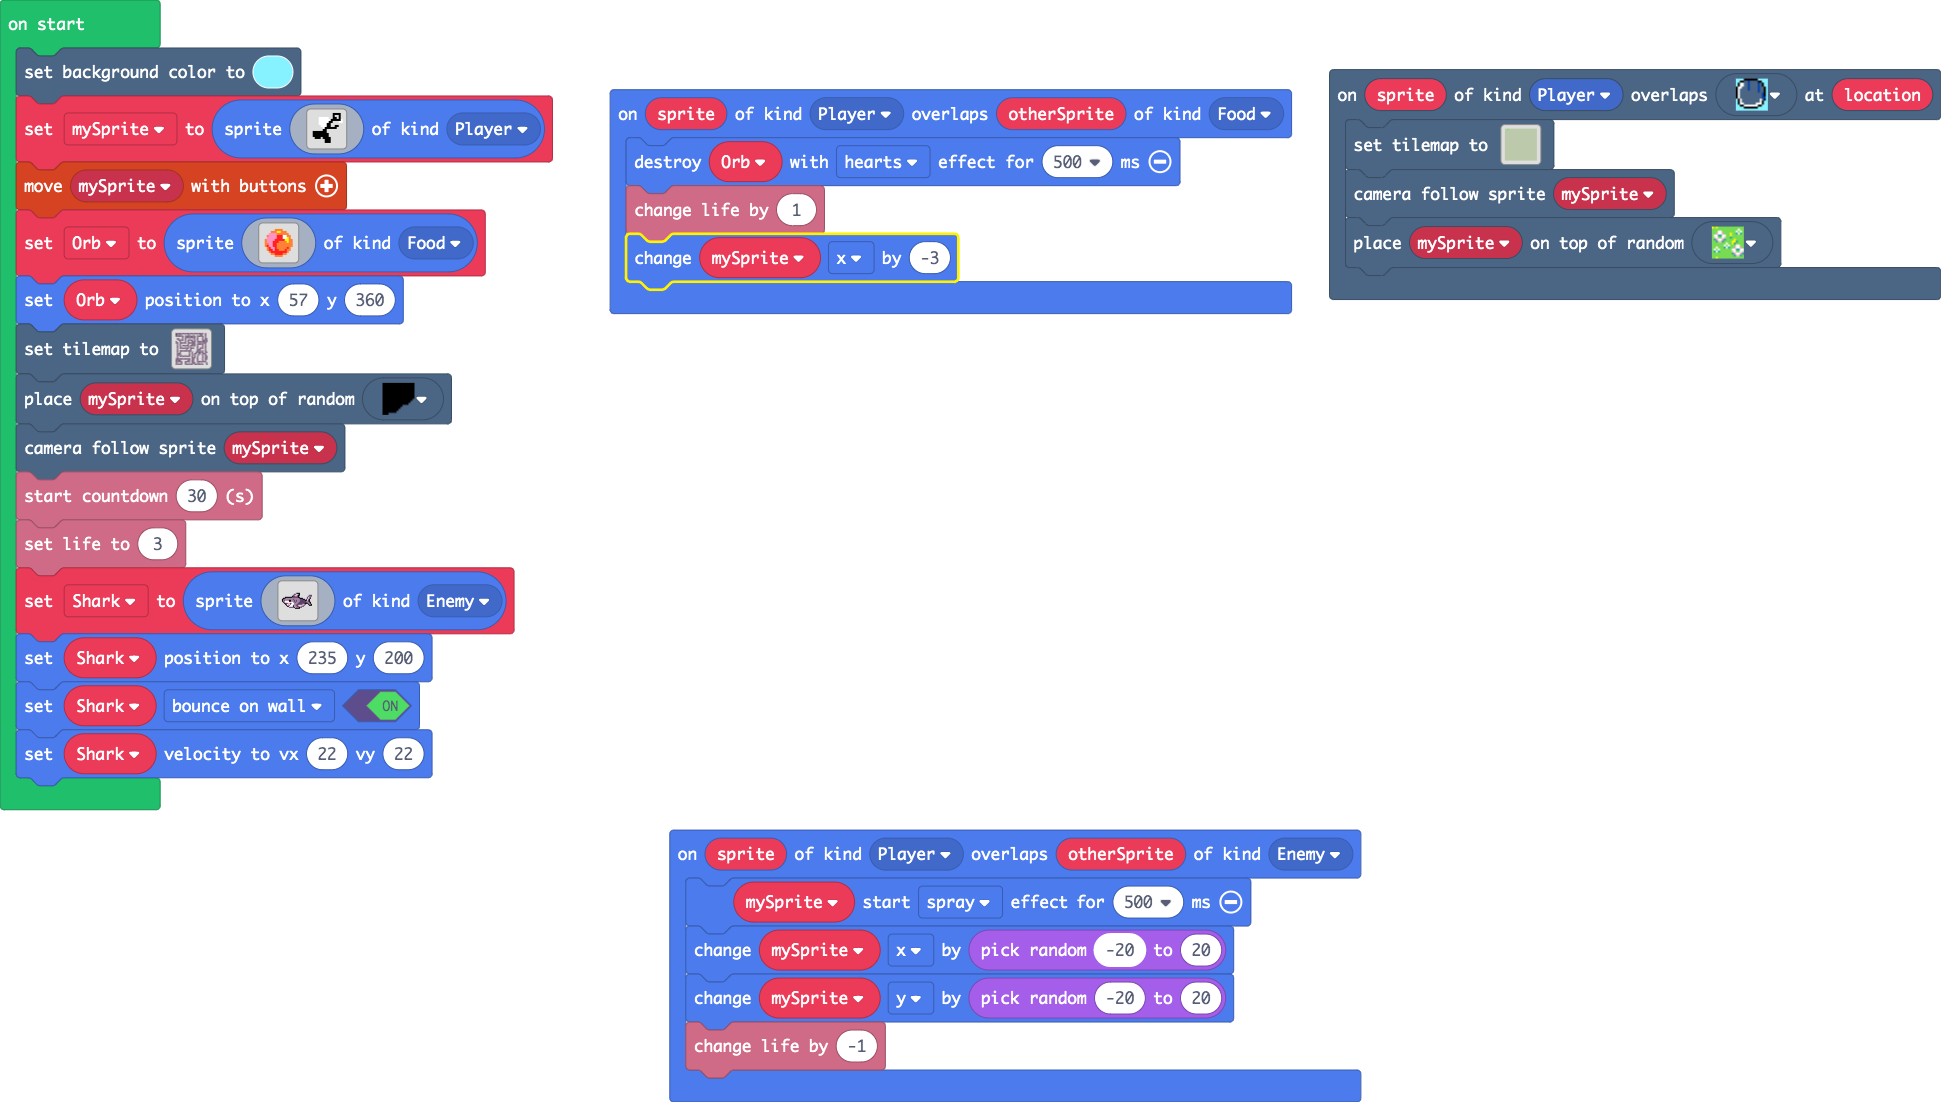 on start
set background color to
set mySprite to sprite of kind Player
move mySprite with buttons
set Orb to sprite of kind Food
set Orb position to x 57 y 360
set tilemap to
place mySprite on top of random
camera follow sprite mySprite
start countdown 30 (s)
set life to 3
set Shark to sprite of kind Enemy
set Shark position to x 235 y 200
set Shark bounce on wall ON
set Shark velocity to vx 22 vy 22
on sprite of kind Player overlaps otherSprite of kind Food
destroy Orb with hearts effect for 500 ms
change life by 1
change mySprite x by -3
on sprite of kind Player overlaps at location
set tilemap to
camera follow sprite mySprite
place mySprite on top of random
on sprite of kind Player overlaps otherSprite of kind Enemy
mySprite start spray effect for 500 ms
change mySprite x by pick random -20 to 20
change mySprite y by pick random -20 to 20
change life by -1